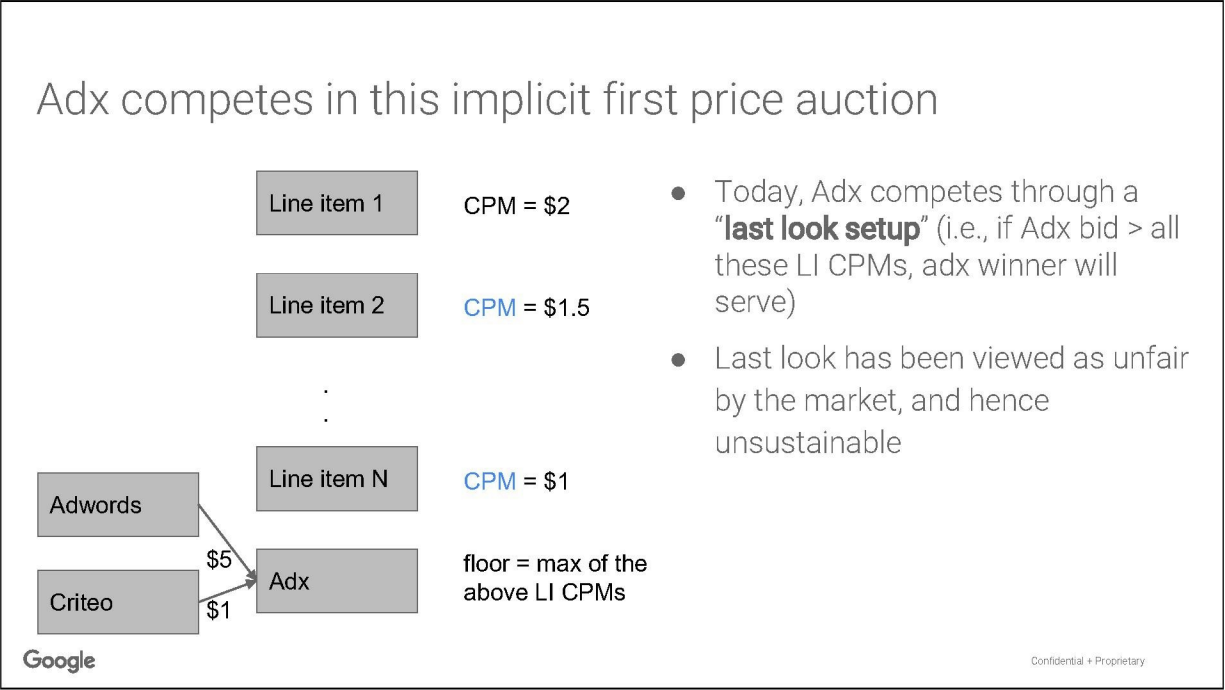 Adx competes in this implicit first price auction
Line item 1
CPM = $2
Line item 2
CPM = $1.5
.
.
Line item N
CPM = $1
Adwords
$5
Criteo
$1
Adx
floor = max of the
above LI CPMs
● Today, Adx competes through a
“last look setup” (i.e., if Adx bid > all
these LI CPMs, adx winner will
serve)
● Last look has been viewed as unfair
by the market, and hence
unsustainable
Google
Confidential + Proprietary